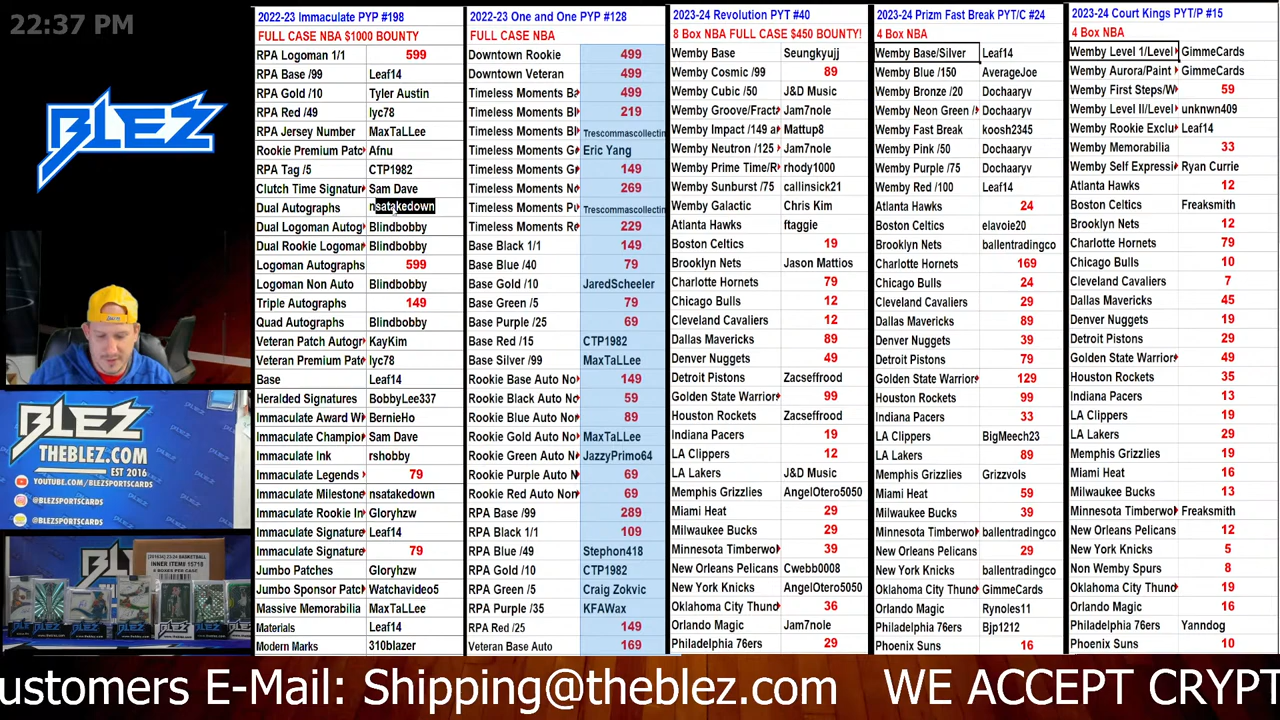 22:37 PM
BLEZ
BLEZ
THEBLEZ.COM
EST 2016
YOUTUBE.COM/BLEZSPORTSCARDS
@BLEZSPORTSCARDS
@BLEZSPORTSCARDS
INNER ITEM# 15718
2022-23 Immaculate PYP #198
FULL CASE NBA $1000 BOUNTY
RPA Logoman 1/1 599
RPA Base /99 Leaf14
RPA Gold /10 Tyler Austin
RPA Red /49 lyc78
RPA Jersey Number MaxTaLLee
Rookie Premium Patc Afnu
RPA Tag /5 CTP1982
Clutch Time Signatur Sam Dave
Dual Autographs nsatakedown
Dual Logoman Autog Blindbobby
Dual Rookie Logomar Blindbobby
Logoman Autographs 599
Logoman Non Auto Blindbobby
Triple Autographs 149
Quad Autographs Blindbobby
Veteran Patch Autogr KayKim
Veteran Premium Pat lyc78
Base Leaf14
Heralded Signatures BobbyLee337
Immaculate Award W BernieHo
Immaculate Champio Sam Dave
Immaculate Ink rshobby
Immaculate Legends 79
Immaculate Milestone nsatakedown
Immaculate Rookie In Gloryhzw
Immaculate Signature Leaf14
Immaculate Signature 79
Jumbo Patches Gloryhzw
Jumbo Sponsor Patc Watchavideo5
Massive Memorabilia MaxTaLLee
Materials Leaf14
Modern Marks 310blazer
2022-23 One and One PYP #128
FULL CASE NBA
Downtown Rookie 499
Downtown Veteran 499
Timeless Moments Ba 499
Timeless Moments Bl 219
Timeless Moments Bl Trescommascollectin
Timeless Moments G Eric Yang
Timeless Moments G 149
Timeless Moments No 269
Timeless Moments Pu Trescommascollectin
Timeless Moments Re 229
Base Black 1/1 149
Base Blue /40 79
Base Gold /10 JaredScheeler
Base Green /5 79
Base Purple /25 69
Base Red /15 CTP1982
Base Silver /99 MaxTaLLee
Rookie Base Auto No 149
Rookie Black Auto No 59
Rookie Blue Auto No 89
Rookie Gold Auto No MaxTaLLee
Rookie Green Auto No JazzyPrimo64
Rookie Purple Auto N 69
Rookie Red Auto Non 69
RPA Base /99 289
RPA Black 1/1 109
RPA Blue /49 Stephon418
RPA Gold /10 CTP1982
RPA Green /5 Craig Zokvic
RPA Purple /35 KFAWax
RPA Red /25 149
Veteran Base Auto 169
2023-24 Revolution PYT #40
8 Box NBA FULL CASE $450 BOUNTY!
Wemby Base Seungkyujj
Wemby Cosmic /99 89
Wemby Cubic /50 J&D Music
Wemby Groove/Fract Jam7nole
Wemby Impact /149 a Mattup8
Wemby Neutron /125 Jam7nole
Wemby Prime Time/R rhody1000
Wemby Sunburst /75 callinsick21
Wemby Galactic Chris Kim
Atlanta Hawks ftaggie
Boston Celtics 19
Brooklyn Nets Jason Mattios
Charlotte Hornets 79
Chicago Bulls 12
Cleveland Cavaliers 12
Dallas Mavericks 89
Denver Nuggets 49
Detroit Pistons Zacseffrood
Golden State Warrior 99
Houston Rockets Zacseffrood
Indiana Pacers 19
LA Clippers 12
LA Lakers J&D Music
Memphis Grizzlies AngelOtero5050
Miami Heat 29
Milwaukee Bucks 29
Minnesota Timberwo 39
New Orleans Pelicans Cwebb0008
New York Knicks AngelOtero5050
Oklahoma City Thund 36
Orlando Magic Jam7nole
Philadelphia 76ers 29
2023-24 Prizm Fast Break PYT/C #24
4 Box NBA
Wemby Base/Silver Leaf14
Wemby Blue /150 AverageJoe
Wemby Bronze /20 Dochaaryv
Wemby Neon Green / Dochaaryv
Wemby Fast Break koosh2345
Wemby Pink /50 Dochaaryv
Wemby Purple /75 Dochaaryv
Wemby Red /100 Leaf14
Atlanta Hawks 24
Boston Celtics elavoie20
Brooklyn Nets ballentradingco
Charlotte Hornets 169
Chicago Bulls 24
Cleveland Cavaliers 29
Dallas Mavericks 89
Denver Nuggets 39
Detroit Pistons 79
Golden State Warrior 129
Houston Rockets 99
Indiana Pacers 33
LA Clippers BigMeech23
LA Lakers 89
Memphis Grizzlies Grizzvols
Miami Heat 59
Milwaukee Bucks 39
Minnesota Timberwo ballentradingco
New Orleans Pelicans 29
New York Knicks ballentradingco
Oklahoma City Thund GimmeCards
Orlando Magic Rynoles11
Philadelphia 76ers Bjp1212
Phoenix Suns 16
2023-24 Court Kings PYT/P #15
4 Box NBA
Wemby Level 1/Level GimmeCards
Wemby Aurora/Paint GimmeCards
Wemby First Steps/W 59
Wemby Level II/Level unknwn409
Wemby Rookie Exclu Leaf14
Wemby Memorabilia 33
Wemby Self Expressi Ryan Currie
Atlanta Hawks 12
Boston Celtics Freaksmith
Brooklyn Nets 12
Charlotte Hornets 79
Chicago Bulls 10
Cleveland Cavaliers 7
Dallas Mavericks 45
Denver Nuggets 19
Detroit Pistons 29
Golden State Warrior 49
Houston Rockets 35
Indiana Pacers 13
LA Clippers 19
LA Lakers 29
Memphis Grizzlies 19
Miami Heat 16
Milwaukee Bucks 13
Minnesota Timberwo Freaksmith
New Orleans Pelicans 12
New York Knicks 5
Non Wemby Spurs 8
Oklahoma City Thund 19
Orlando Magic 16
Philadelphia 76ers Yanndog
Phoenix Suns 10
ustomers E-Mail: Shipping@theblez.com WE ACCEPT CRYPT